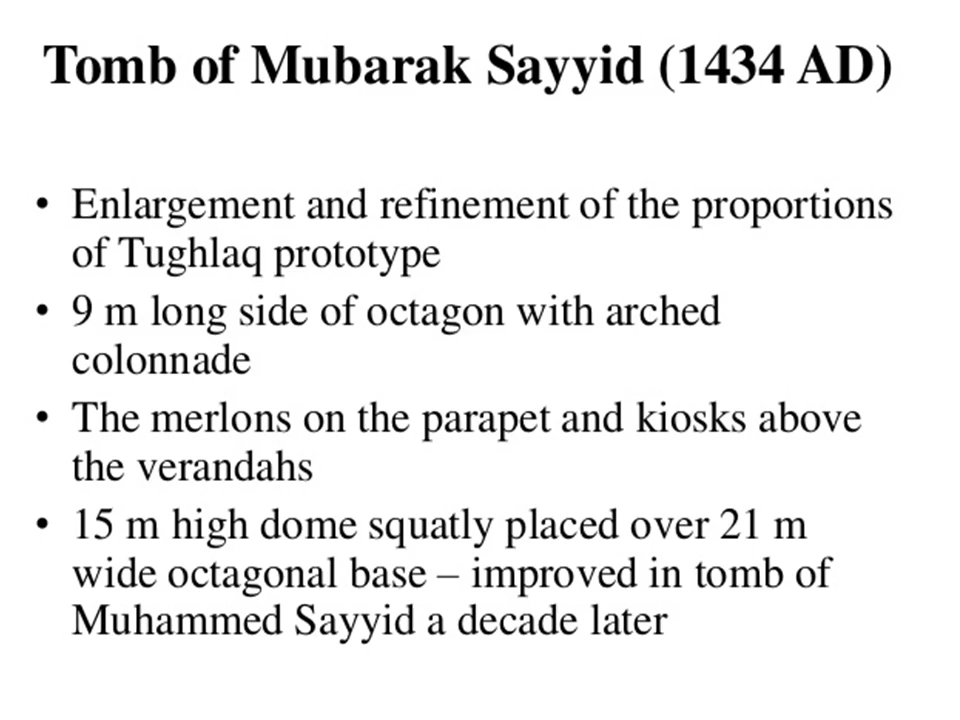 Tomb of Mubarak Sayyid (1434 AD)
• Enlargement and refinement of the proportions
of Tughlaq prototype
• 9 m long side of octagon with arched
colonnade
• The merlons on the parapet and kiosks above
the verandahs
• 15 m high dome squatly placed over 21 m
wide octagonal base – improved in tomb of
Muhammed Sayyid a decade later